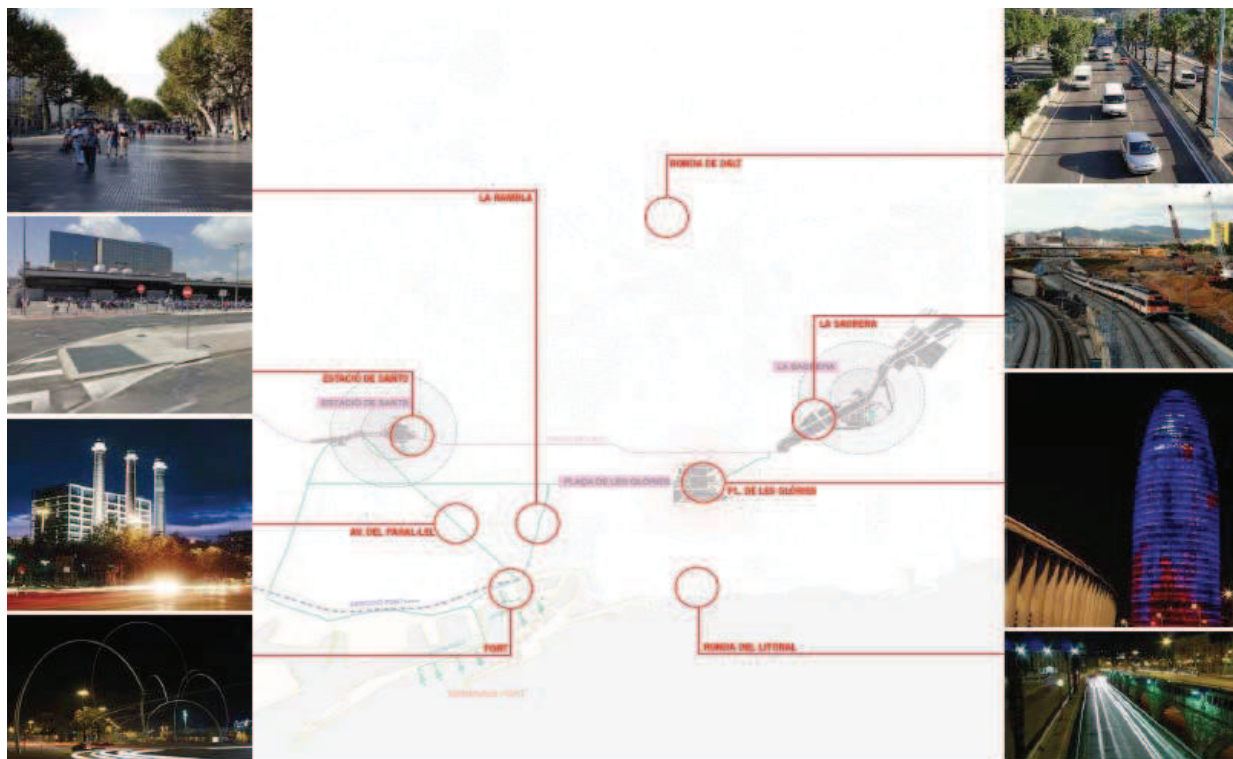 RONDA DE DALT
LA RAMBLA
LA SAGRERA
LA SAGRERA
ESTACIÓ DE SANTS
ESTACIÓ DE SANTS
PLAÇA DE LES GLÒRIES
PL. DE LES GLÒRIES
AV. DEL PARAL·LEL
PORT
RONDA DEL LITORAL